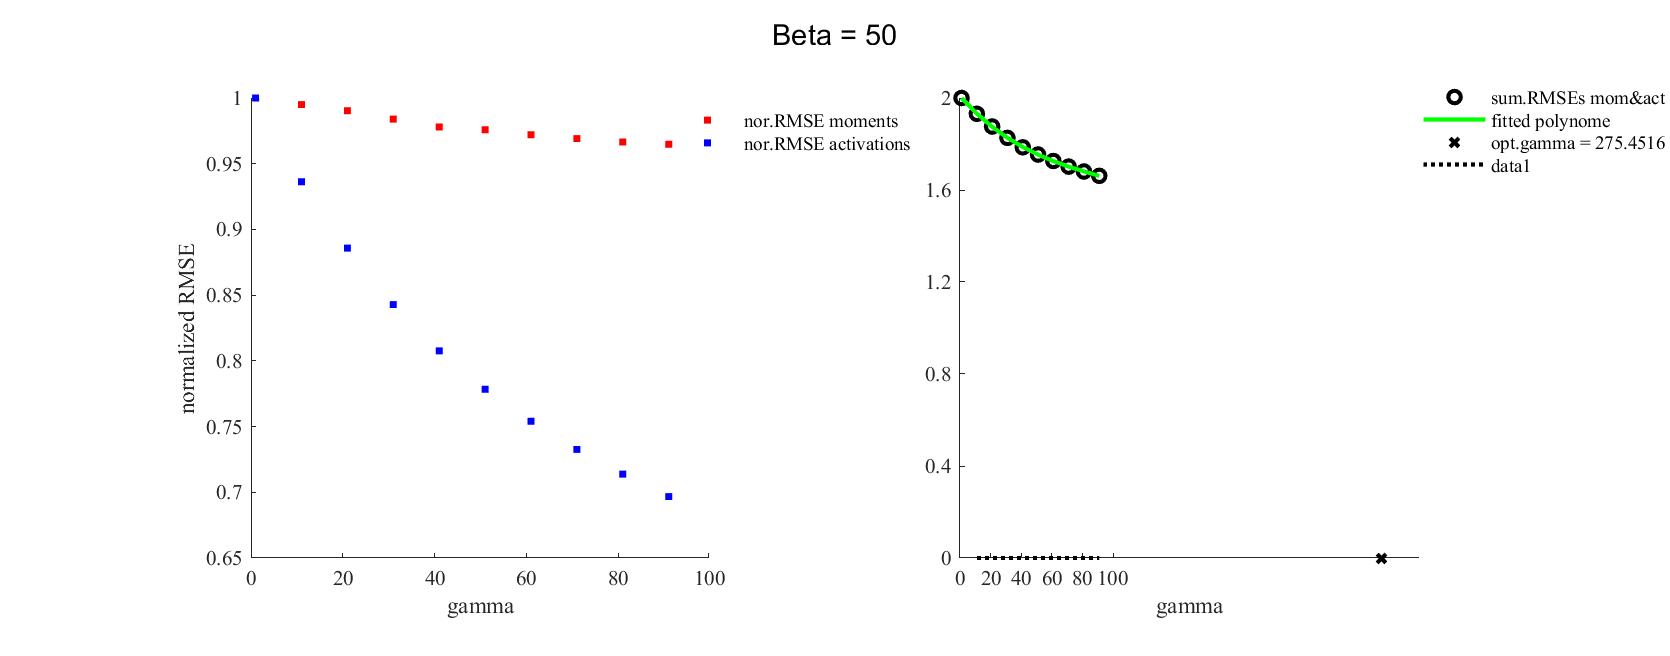 Beta = 50
1
0.95
0.9
0.85
0.8
0.75
0.7
0.65
0 20 40 60 80 100
gamma
normalized RMSE
nor.RMSE moments
nor.RMSE activations
2
1.6
1.2
0.8
0.4
0
0 20 40 60 80 100
gamma
sum.RMSEs mom&act
fitted polynome
opt.gamma = 275.4516
data1